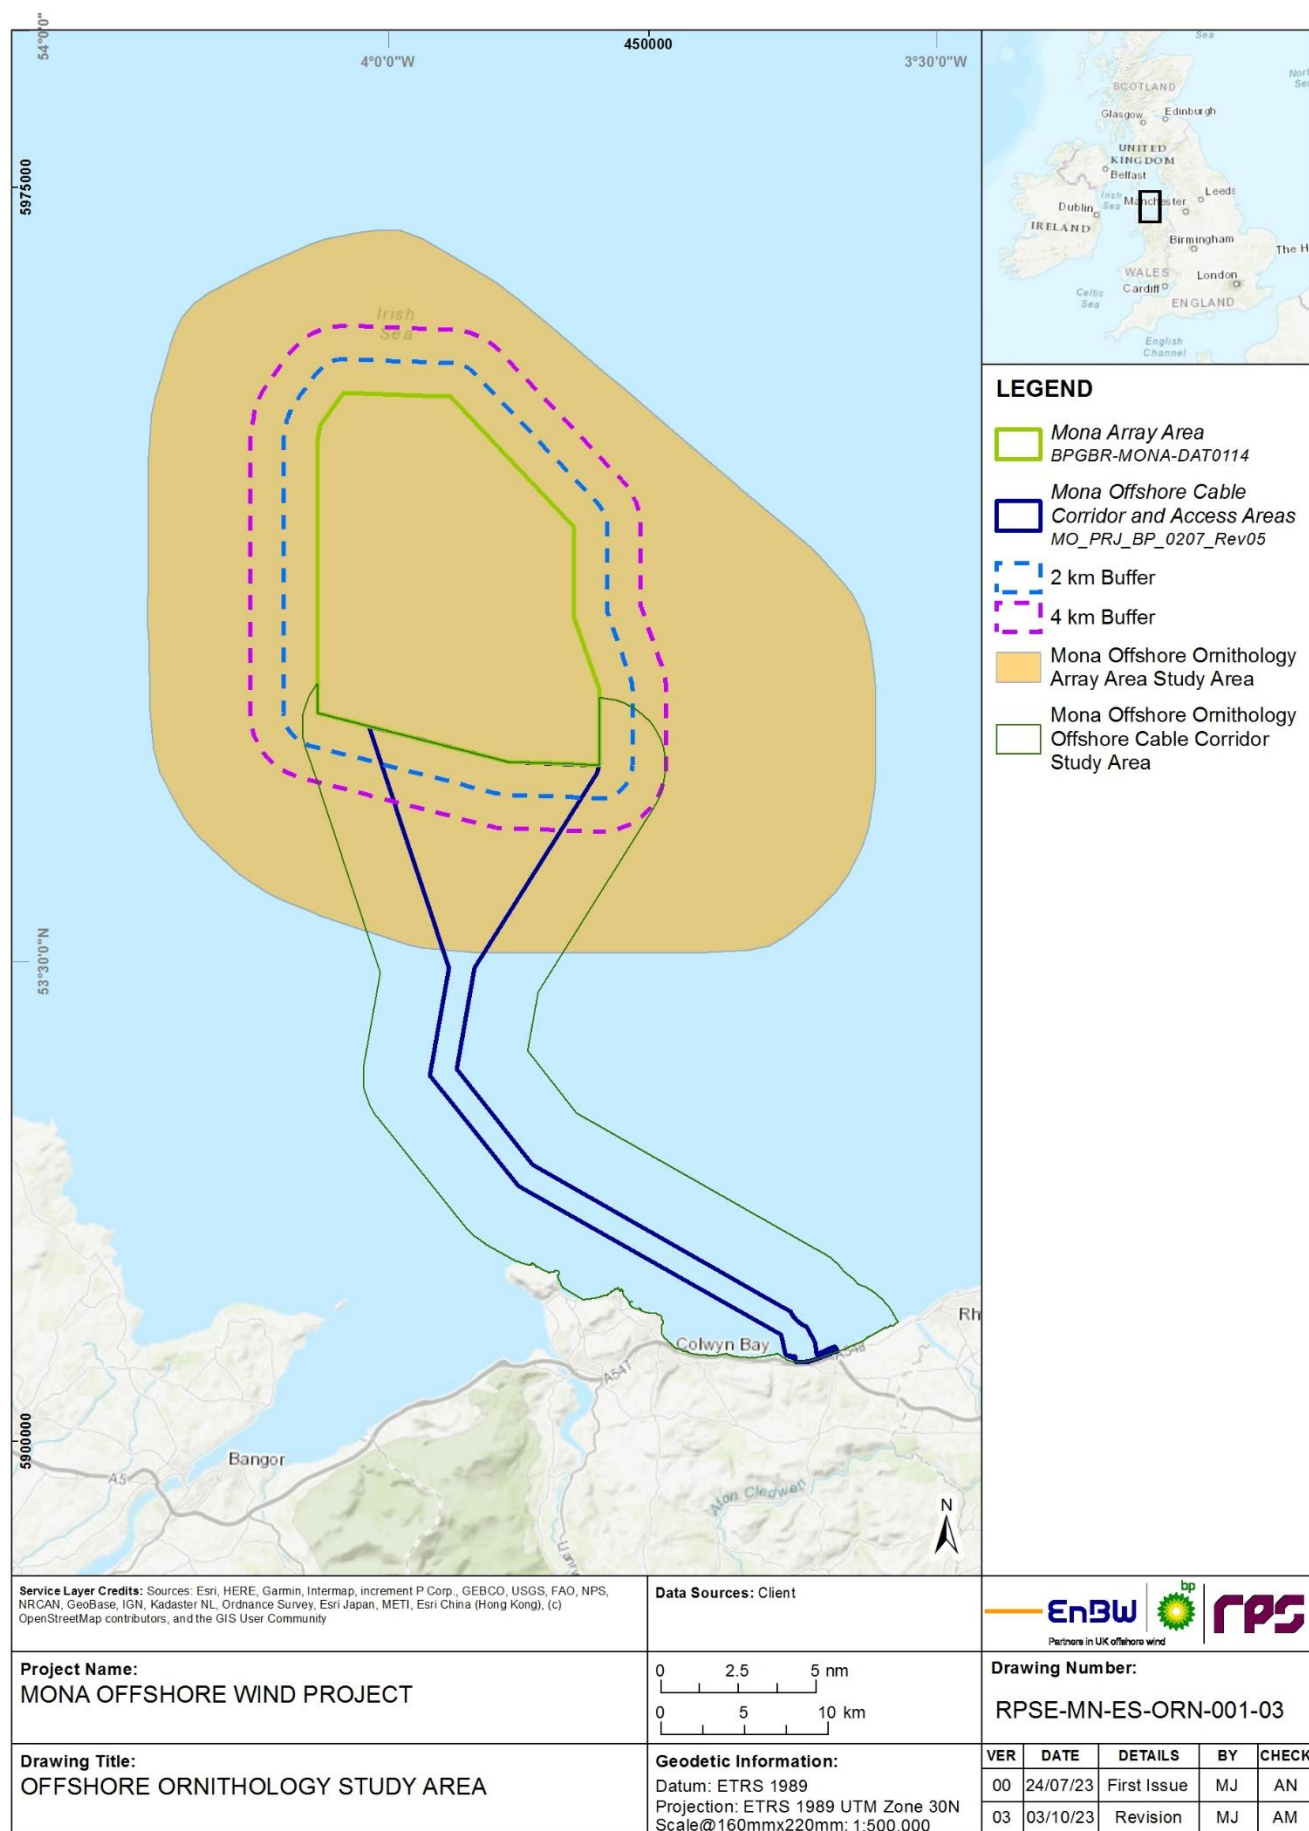 54°0'0"
4°0'0"W
450000
3°30'0"W
5975000
53°30'0"N
5900000
Irish
Sea
Colwyn Bay
Rh
A547
A548
Bangor
A5
N
Sea
SCOTLAND
Glasgow
Edinburgh
UNITED
KINGDOM
Belfast
Irish
Sea
Manchester
Leeds
Dublin
IRELAND
Birmingham
The H
WALES
London
Cardiff
ENGLAND
Celtic
Sea
English
Channel
LEGEND
Mona Array Area
BPGBR-MONA-DAT0114
Mona Offshore Cable
Corridor and Access Areas
MO_PRJ_BP_0207_Rev05
2 km Buffer
4 km Buffer
Mona Offshore Ornithology
Array Area Study Area
Mona Offshore Ornithology
Offshore Cable Corridor
Study Area
Service Layer Credits: Sources: Esri, HERE, Garmin, Intermap, increment P Corp., GEBCO, USGS, FAO, NPS,
NRCAN, GeoBase, IGN, Kadaster NL, Ordnance Survey, Esri Japan, METI, Esri China (Hong Kong), (c)
OpenStreetMap contributors, and the GIS User Community
Data Sources: Client
EnBW
bp
rps
Partners in UK offshore wind
Project Name:
MONA OFFSHORE WIND PROJECT
0 2.5 5 nm
0 5 10 km
Drawing Number:
RPSE-MN-ES-ORN-001-03
Drawing Title:
OFFSHORE ORNITHOLOGY STUDY AREA
Geodetic Information:
Datum: ETRS 1989
Projection: ETRS 1989 UTM Zone 30N
Scale@160mmx220mm: 1:500,000
VER DATE DETAILS BY CHECK
00 24/07/23 First Issue MJ AN
03 03/10/23 Revision MJ AM